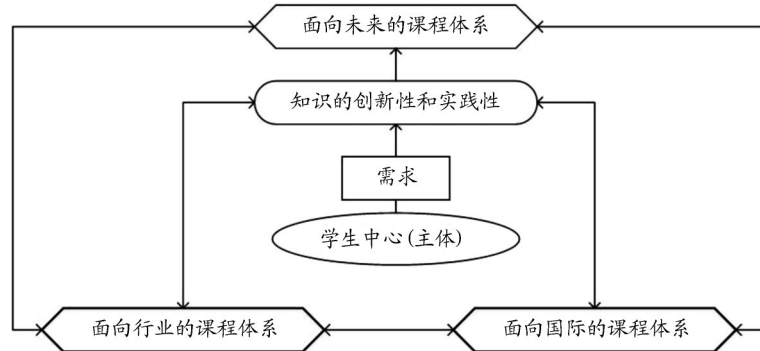 面向未来的课程体系
知识的创新性和实践性
需求
学生中心(主体)
面向行业的课程体系
面向国际的课程体系